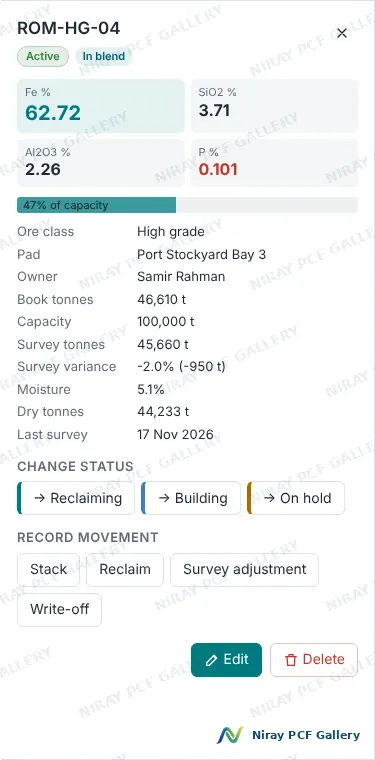 ROM-HG-04
Active
In blend
Fe %
62.72
SiO2 %
3.71
Al2O3 %
2.26
P %
0.101
47% of capacity
Ore class High grade
Pad Port Stockyard Bay 3
Owner Samir Rahman
Book tonnes 46,610 t
Capacity 100,000 t
Survey tonnes 45,660 t
Survey variance -2.0% (-950 t)
Moisture 5.1%
Dry tonnes 44,233 t
Last survey 17 Nov 2026
CHANGE STATUS
→ Reclaiming → Building → On hold
RECORD MOVEMENT
Stack Reclaim Survey adjustment
Write-off
Edit Delete
Niray PCF Gallery
NIRAY PCF GALLERY